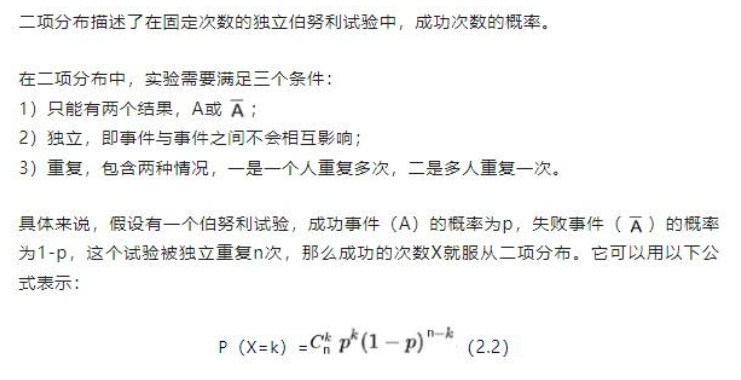 二项分布描述了在固定次数的独立伯努利试验中，成功次数的概率。
在二项分布中，实验需要满足三个条件：
1）只能有两个结果，A或 A̅；
2）独立，即事件与事件之间不会相互影响；
3）重复，包含两种情况，一是一个人重复多次，二是多人重复一次。
具体来说，假设有一个伯努利试验，成功事件（A）的概率为p，失败事件（ A̅ ）的概率
为1-p，这个试验被独立重复n次，那么成功的次数X就服从二项分布。它可以用以下公
式表示：
P（X=k）=C_n^k p^k(1－p)^{n-k}（2.2）